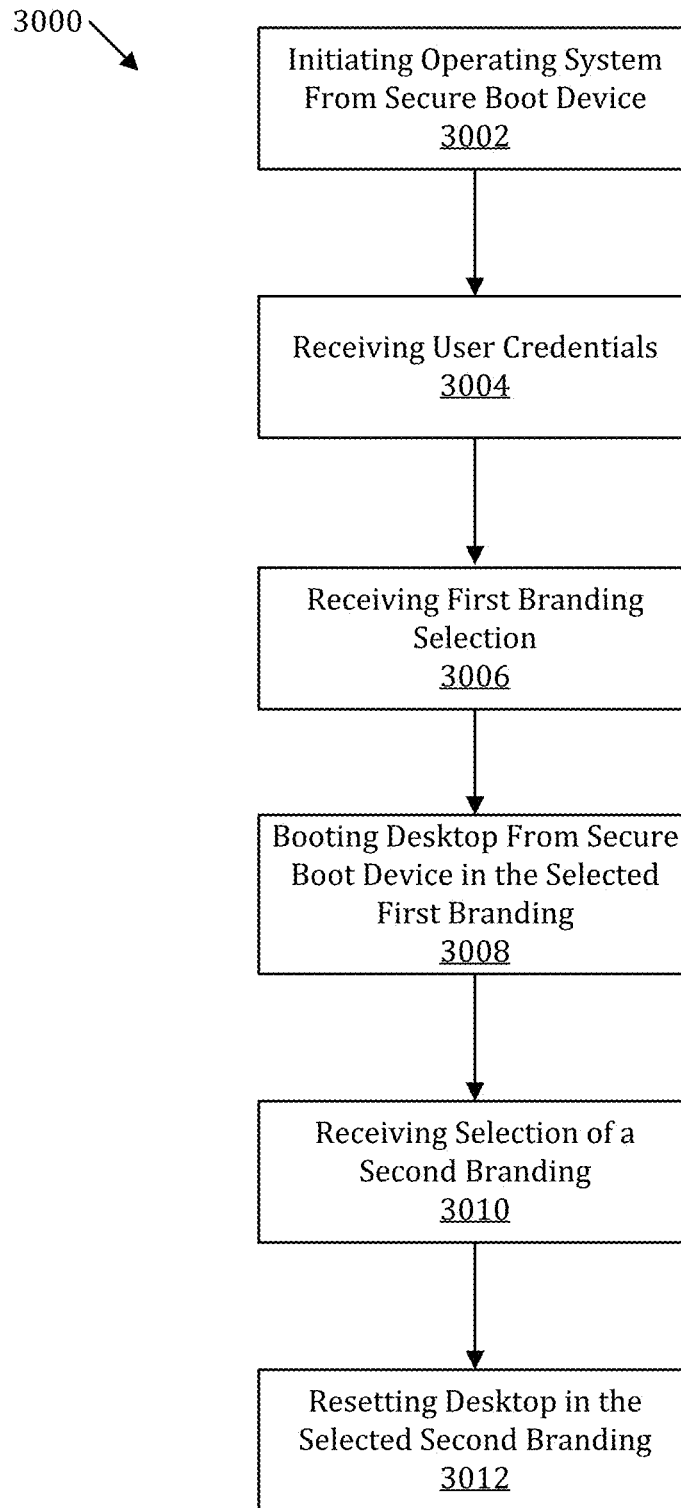 3000
Initiating Operating System
From Secure Boot Device
3002
Receiving User Credentials
3004
Receiving First Branding
Selection
3006
Booting Desktop From Secure
Boot Device in the Selected
First Branding
3008
Receiving Selection of a
Second Branding
3010
Resetting Desktop in the
Selected Second Branding
3012